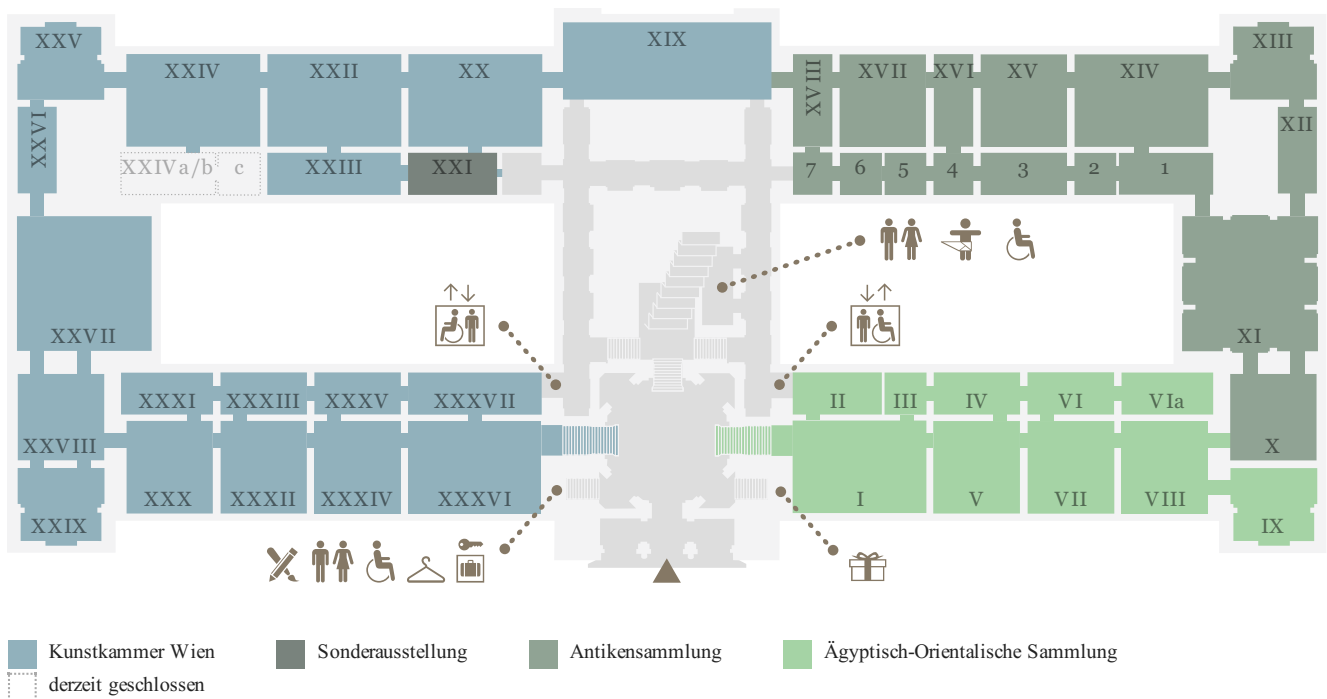 XXV
XIX
XIII
XXIV
XXII
XX
XVIII
XVII
XVI
XV
XIV
XXVI
XII
XXIVa/b
c
XXIII
XXI
7
6
5
4
3
2
1
XXVII
XI
XXXI
XXXIII
XXXV
XXXVII
II
III
IV
VI
VIa
XXVIII
X
XXX
XXXII
XXXIV
XXXVI
I
V
VII
VIII
XXIX
IX
Kunstkammer Wien
Sonderausstellung
Antikensammlung
Ägyptisch-Orientalische Sammlung
derzeit geschlossen